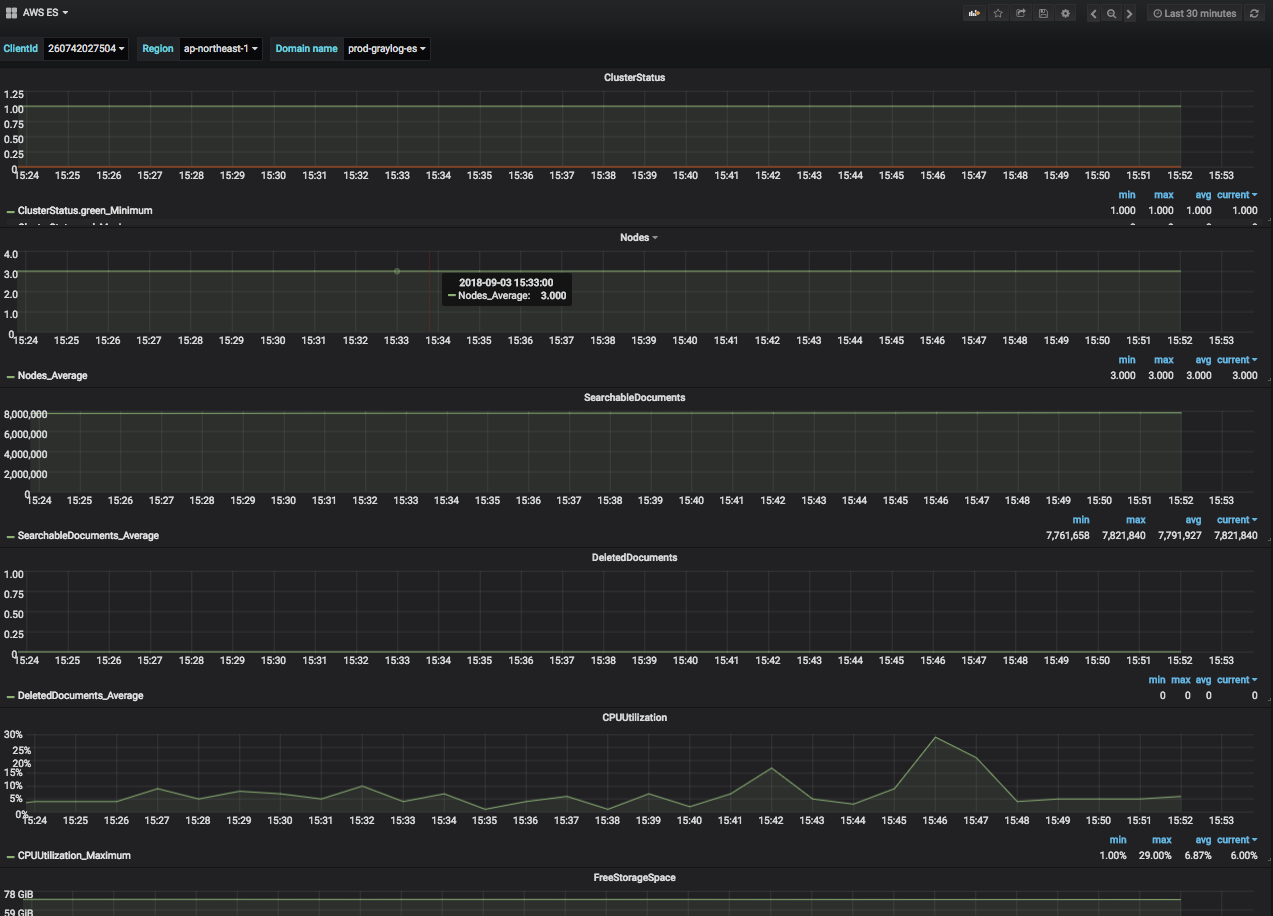 AWS ES
Last 30 minutes
ClientId 260742027504 Region ap-northeast-1 Domain name prod-graylog-es
ClusterStatus
1.25
1.00
0.75
0.50
0.25
0
15:24 15:25 15:26 15:27 15:28 15:29 15:30 15:31 15:32 15:33 15:34 15:35 15:36 15:37 15:38 15:39 15:40 15:41 15:42 15:43 15:44 15:45 15:46 15:47 15:48 15:49 15:50 15:51 15:52 15:53
min max avg current
ClusterStatus.green_Minimum 1.000 1.000 1.000 1.000
Nodes
4.0
3.0
2.0
1.0
0
2018-09-03 15:33:00
Nodes_Average: 3.000
15:24 15:25 15:26 15:27 15:28 15:29 15:30 15:31 15:32 15:33 15:34 15:35 15:36 15:37 15:38 15:39 15:40 15:41 15:42 15:43 15:44 15:45 15:46 15:47 15:48 15:49 15:50 15:51 15:52 15:53
min max avg current
Nodes_Average 3.000 3.000 3.000 3.000
SearchableDocuments
8,000,000
6,000,000
4,000,000
2,000,000
0
15:24 15:25 15:26 15:27 15:28 15:29 15:30 15:31 15:32 15:33 15:34 15:35 15:36 15:37 15:38 15:39 15:40 15:41 15:42 15:43 15:44 15:45 15:46 15:47 15:48 15:49 15:50 15:51 15:52 15:53
min max avg current
SearchableDocuments_Average 7,761,658 7,821,840 7,791,927 7,821,840
DeletedDocuments
1.00
0.75
0.50
0.25
0
15:24 15:25 15:26 15:27 15:28 15:29 15:30 15:31 15:32 15:33 15:34 15:35 15:36 15:37 15:38 15:39 15:40 15:41 15:42 15:43 15:44 15:45 15:46 15:47 15:48 15:49 15:50 15:51 15:52 15:53
min max avg current
DeletedDocuments_Average 0 0 0 0
CPUUtilization
30%
25%
20%
15%
10%
5%
0%
15:24 15:25 15:26 15:27 15:28 15:29 15:30 15:31 15:32 15:33 15:34 15:35 15:36 15:37 15:38 15:39 15:40 15:41 15:42 15:43 15:44 15:45 15:46 15:47 15:48 15:49 15:50 15:51 15:52 15:53
min max avg current
CPUUtilization_Maximum 1.00% 29.00% 6.87% 6.00%
FreeStorageSpace
78 GiB
59 GiB